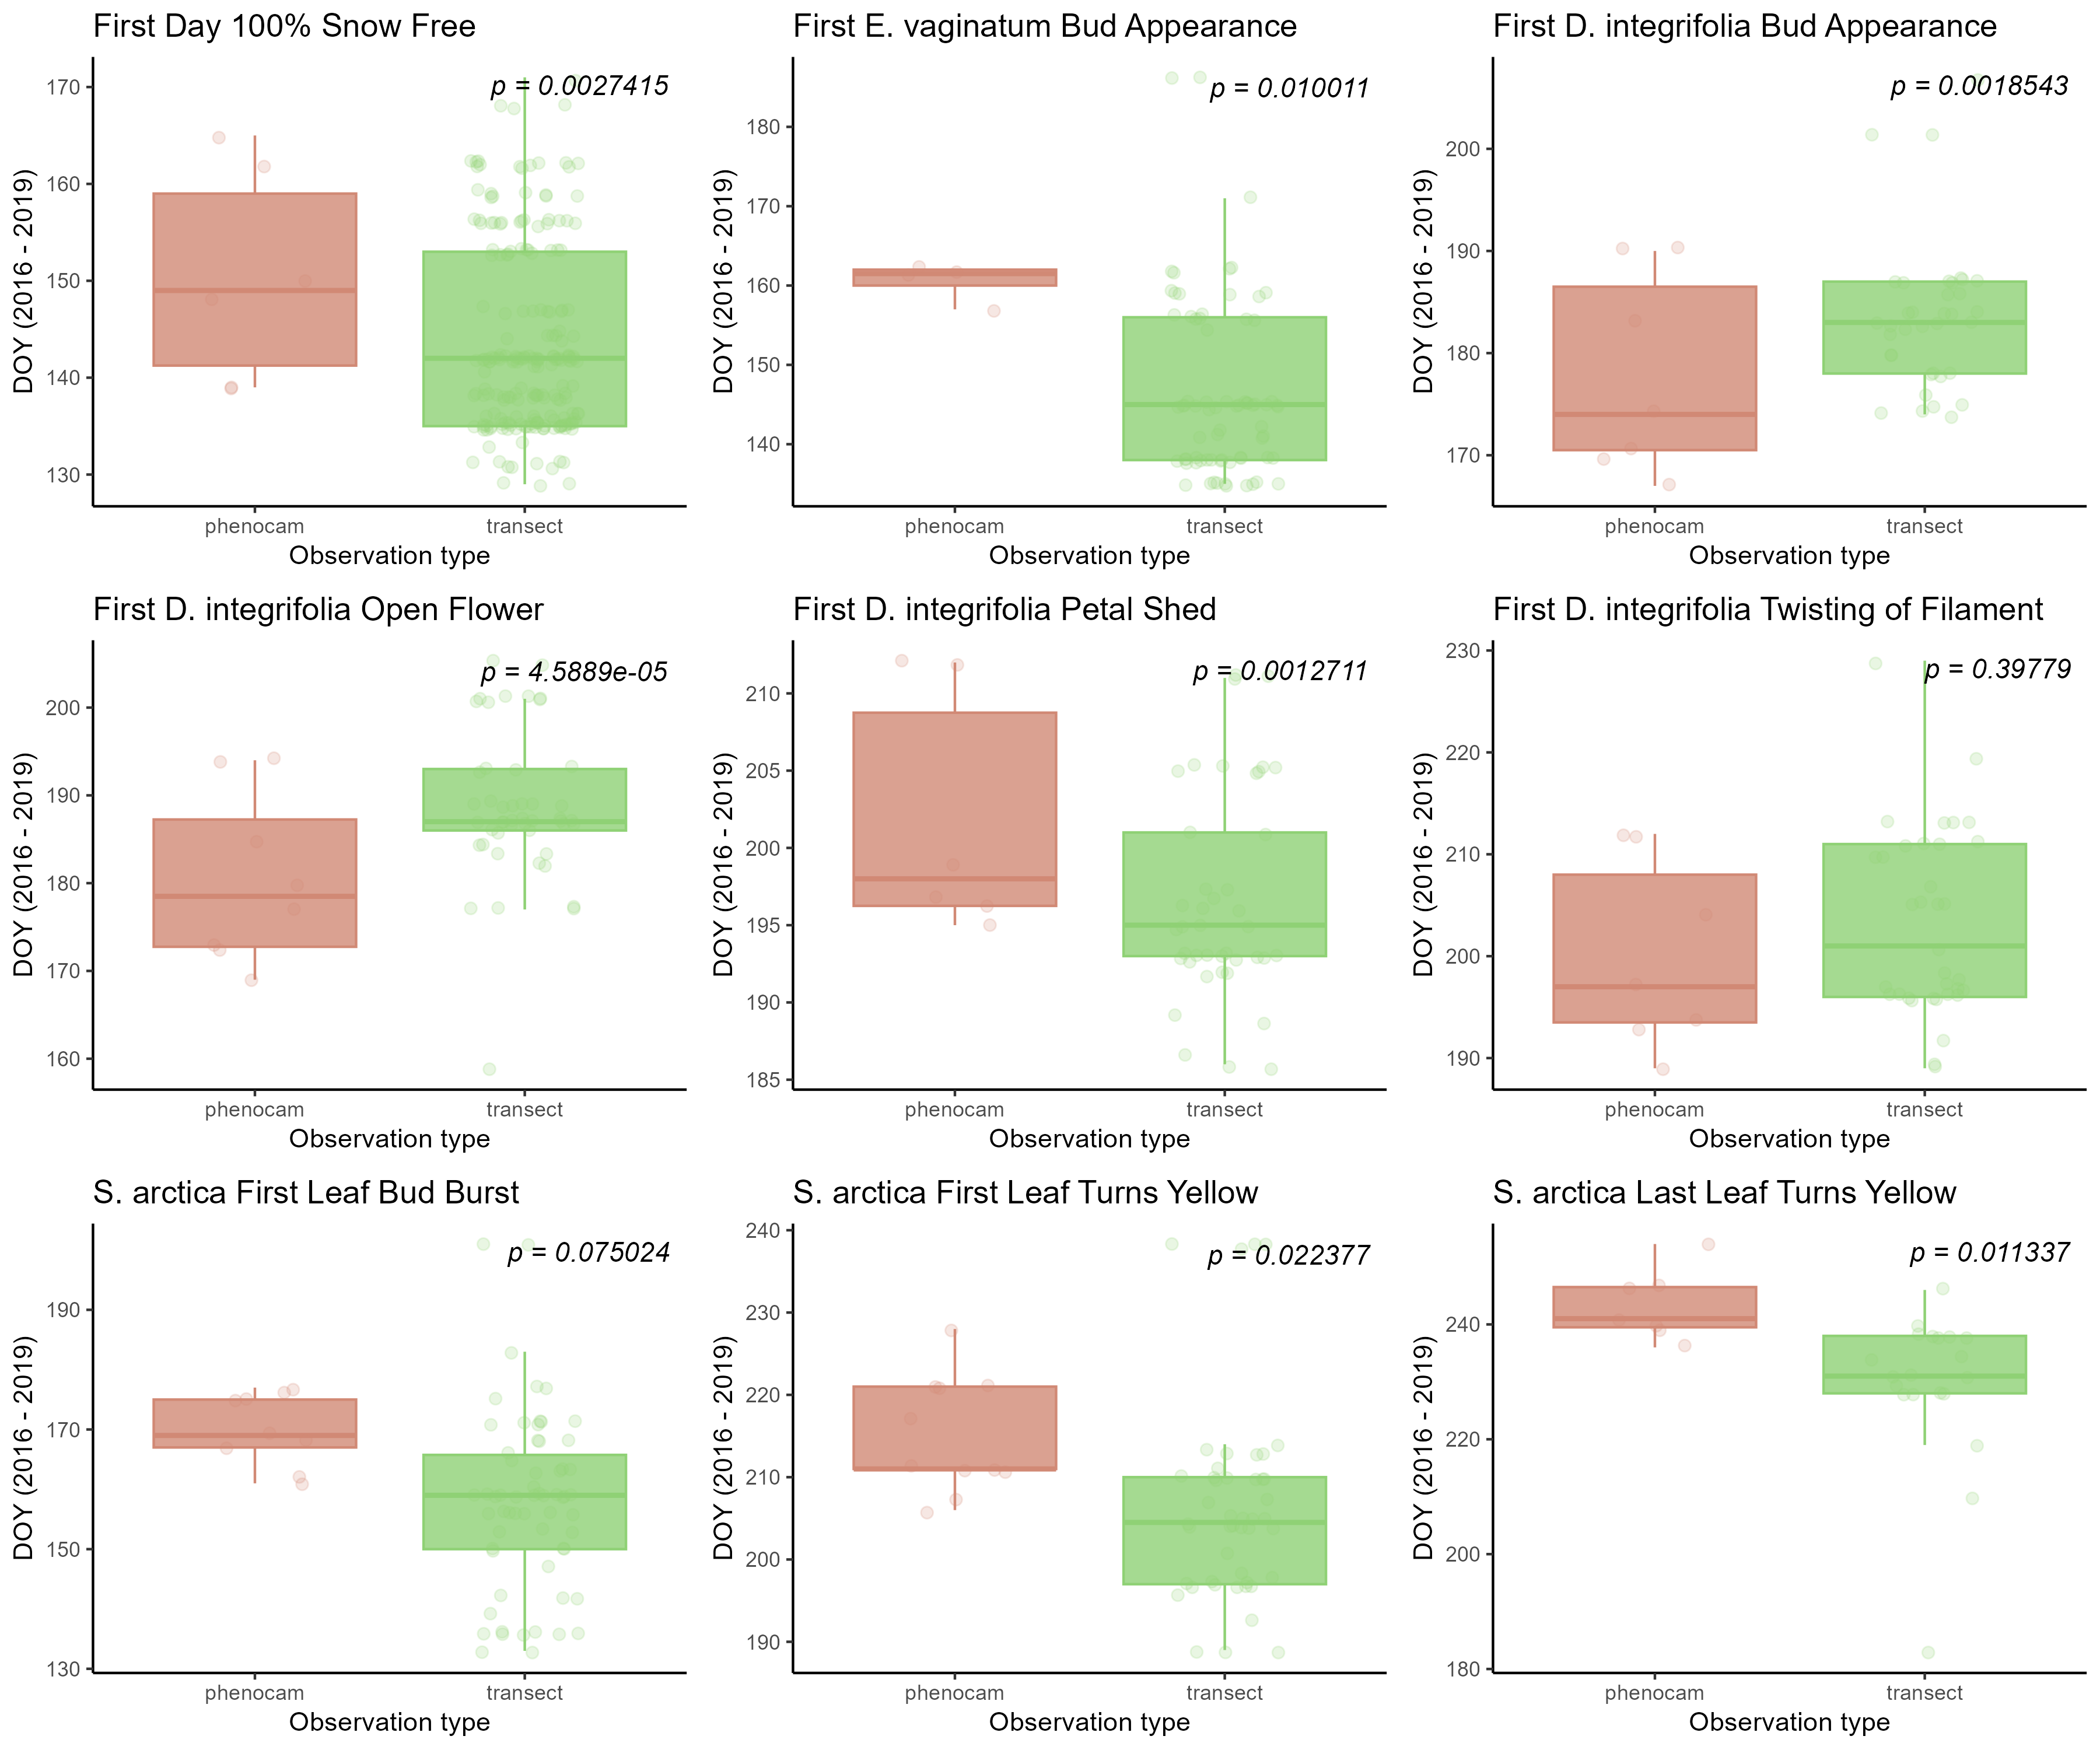 First Day 100% Snow Free
p = 0.0027415
170
160
150
140
130
DOY (2016 - 2019)
phenocam
transect
Observation type
First E. vaginatum Bud Appearance
p = 0.010011
180
170
160
150
140
DOY (2016 - 2019)
phenocam
transect
Observation type
First D. integrifolia Bud Appearance
p = 0.0018543
200
190
180
170
DOY (2016 - 2019)
phenocam
transect
Observation type
First D. integrifolia Open Flower
p = 4.5889e-05
200
190
180
170
160
DOY (2016 - 2019)
phenocam
transect
Observation type
First D. integrifolia Petal Shed
p = 0.0012711
210
205
200
195
190
185
DOY (2016 - 2019)
phenocam
transect
Observation type
First D. integrifolia Twisting of Filament
p = 0.39779
230
220
210
200
190
DOY (2016 - 2019)
phenocam
transect
Observation type
S. arctica First Leaf Bud Burst
p = 0.075024
190
170
150
130
DOY (2016 - 2019)
phenocam
transect
Observation type
S. arctica First Leaf Turns Yellow
p = 0.022377
240
230
220
210
200
190
DOY (2016 - 2019)
phenocam
transect
Observation type
S. arctica Last Leaf Turns Yellow
p = 0.011337
240
220
200
180
DOY (2016 - 2019)
phenocam
transect
Observation type